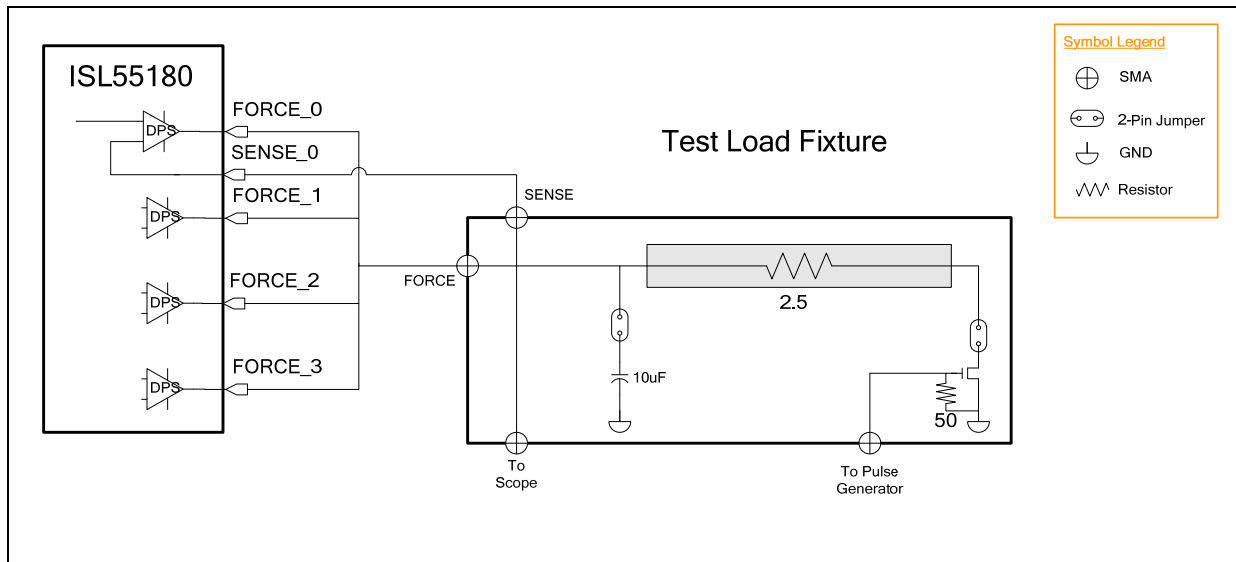 ISL55180
DPS
FORCE_0
SENSE_0
DPS
FORCE_1
DPS
FORCE_2
DPS
FORCE_3
Test Load Fixture
SENSE
FORCE
2.5
10uF
50
To
Scope
To Pulse
Generator
Symbol Legend
SMA
2-Pin Jumper
GND
Resistor